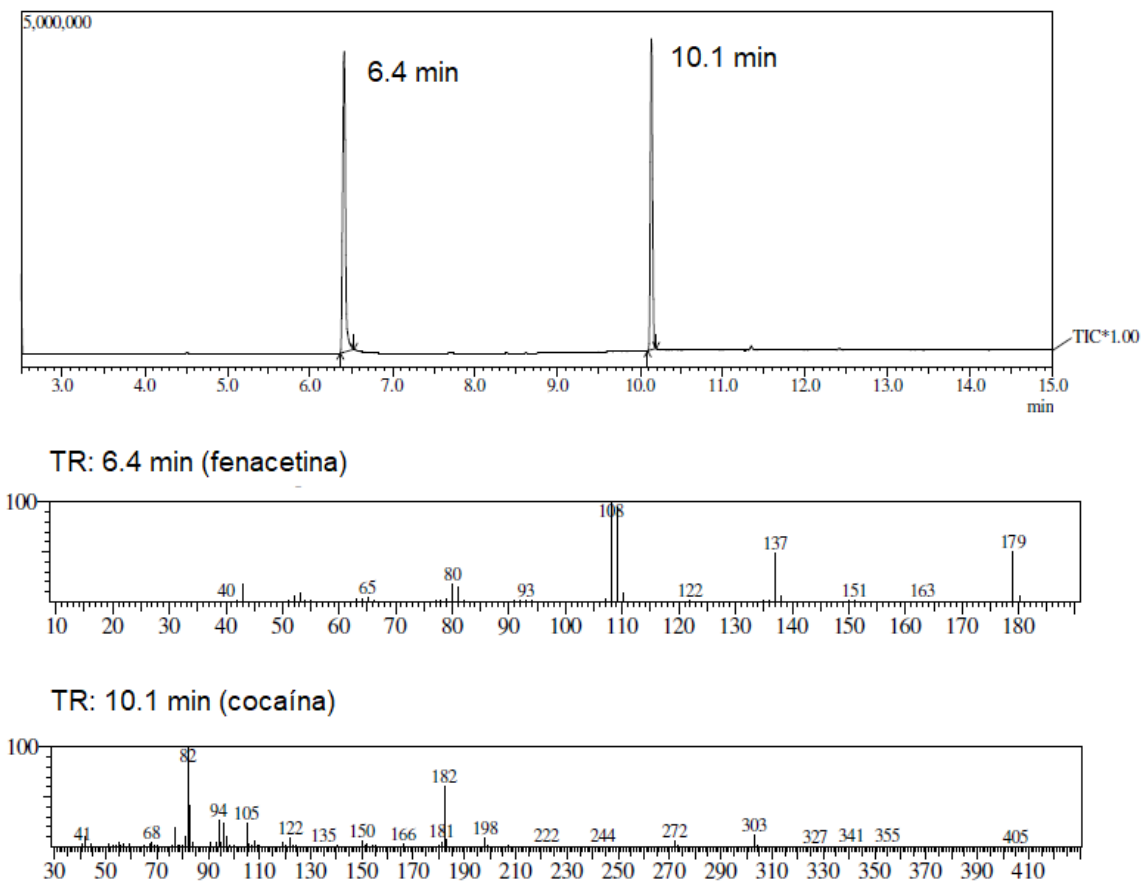 5,000,000
6.4 min
10.1 min
TIC*1.00
3.0 4.0 5.0 6.0 7.0 8.0 9.0 10.0 11.0 12.0 13.0 14.0 15.0
min
TR: 6.4 min (fenacetina)
100
108
137
179
40 65 80 93 122 151 163
10 20 30 40 50 60 70 80 90 100 110 120 130 140 150 160 170 180
TR: 10.1 min (cocaína)
100
82
182
94 105
41 68 122 135 150 166 181 198 222 244 272 303 327 341 355 405
30 50 70 90 110 130 150 170 190 210 230 250 270 290 310 330 350 370 390 410